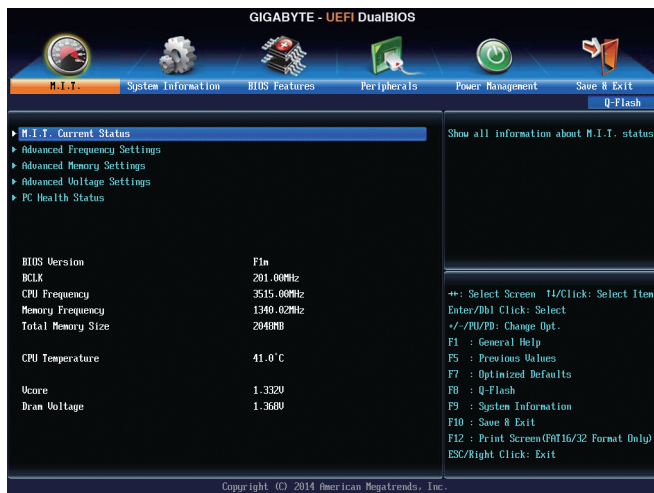 GIGABYTE - UEFI DualBIOS
M.I.T.
System Information
BIOS Features
Peripherals
Power Management
Save & Exit
Q-Flash
M.I.T. Current Status
Advanced Frequency Settings
Advanced Memory Settings
Advanced Voltage Settings
PC Health Status
BIOS Version F1m
BCLK 201.00MHz
CPU Frequency 3515.00MHz
Memory Frequency 1340.02MHz
Total Memory Size 2048MB
CPU Temperature 41.0°C
Vcore 1.332V
Dram Voltage 1.368V
Show all information about M.I.T. status
↔: Select Screen ↑↓/Click: Select Item
Enter/Dbl Click: Select
+/-/PU/PD: Change Opt.
F1 : General Help
F5 : Previous Values
F7 : Optimized Defaults
F8 : Q-Flash
F9 : System Information
F10 : Save & Exit
F12 : Print Screen(FAT16/32 Format Only)
ESC/Right Click: Exit
Copyright (C) 2014 American Megatrends, Inc.